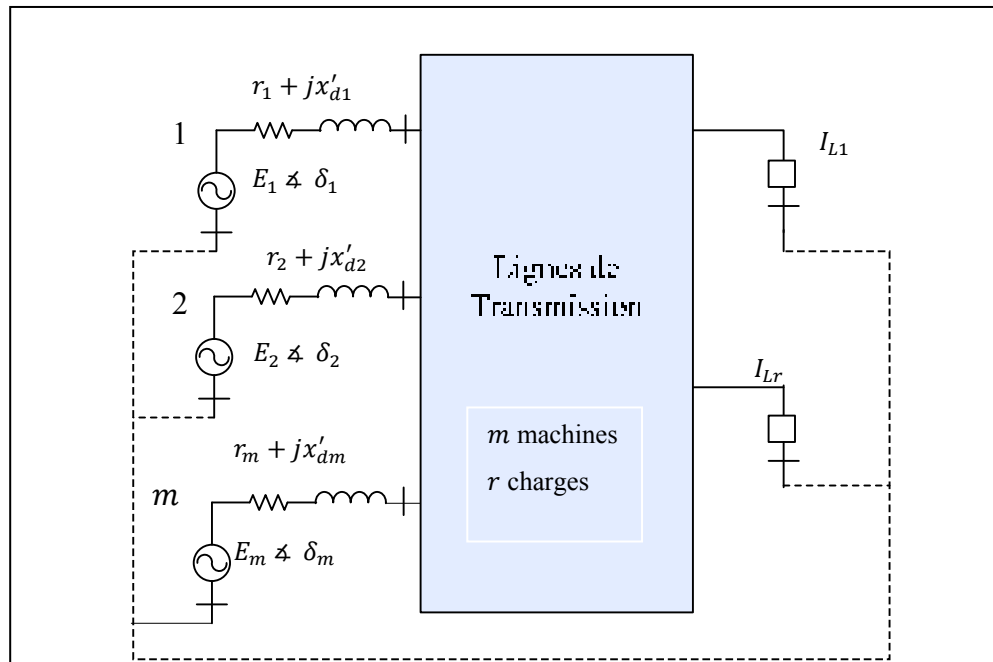 r₁ + jx′d1
1
E₁ ∡ δ₁
I_L1
r₂ + jx′d2
2
E₂ ∡ δ₂
Lignes de
Transmission
I_Lr
m machines
r charges
r_m + jx′dm
m
E_m ∡ δ_m